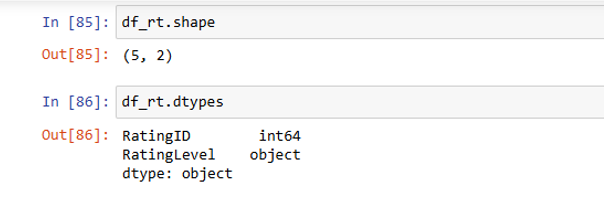 In [85]: df_rt.shape
Out[85]: (5, 2)
In [86]: df_rt.dtypes
Out[86]: RatingID int64
RatingLevel object
dtype: object